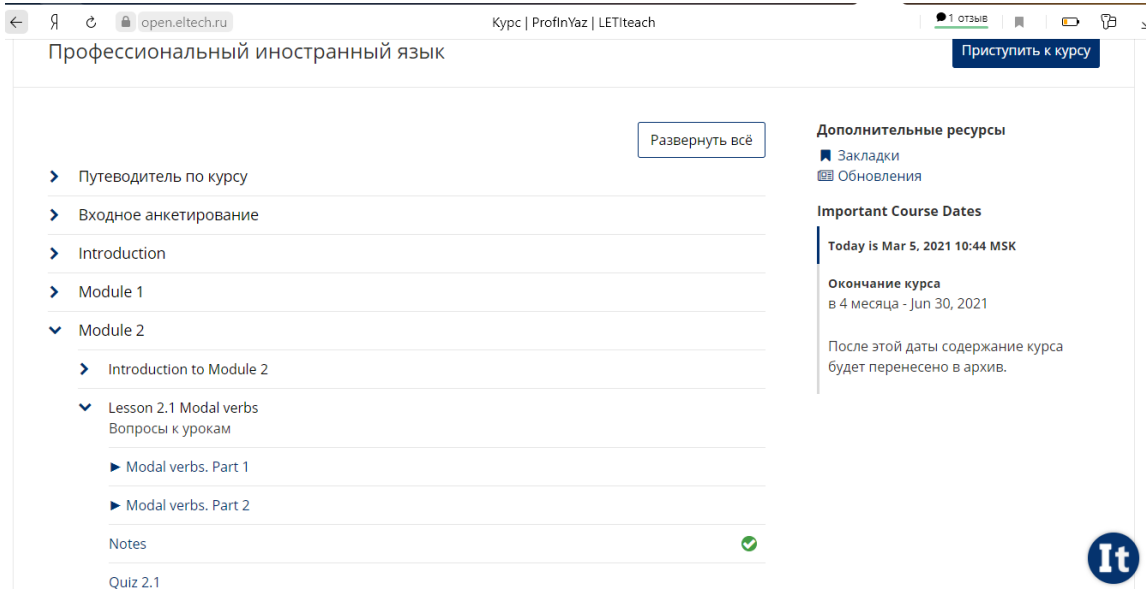 Я open.eltech.ru Курс | ProfInYaz | LETIteach 1 отзыв
Профессиональный иностранный язык
Приступить к курсу
Развернуть всё
Путеводитель по курсу
Входное анкетирование
Introduction
Module 1
Module 2
Introduction to Module 2
Lesson 2.1 Modal verbs
Вопросы к урокам
Modal verbs. Part 1
Modal verbs. Part 2
Notes
Quiz 2.1
Дополнительные ресурсы
Закладки
Обновления
Important Course Dates
Today is Mar 5, 2021 10:44 MSK
Окончание курса
в 4 месяца - Jun 30, 2021
После этой даты содержание курса
будет перенесено в архив.
It